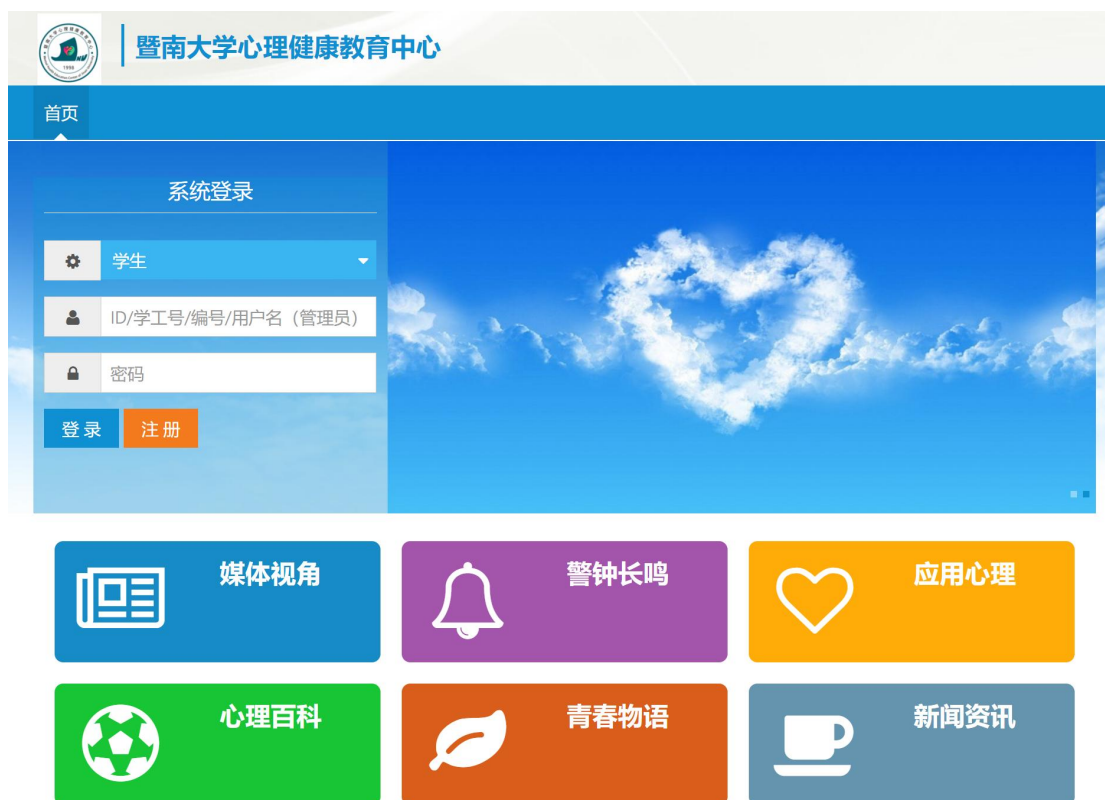 暨南大学心理健康教育中心
1998
首页
系统登录
学生
ID/学工号/编号/用户名（管理员）
密码
登录 注册
媒体视角
警钟长鸣
应用心理
心理百科
青春物语
新闻资讯